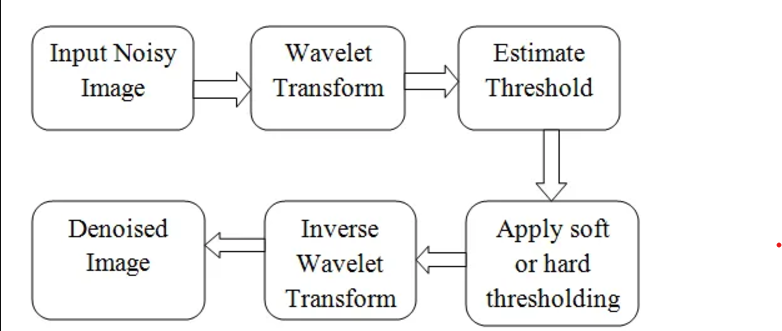 Input Noisy
Image
Wavelet
Transform
Estimate
Threshold
Apply soft
or hard
thresholding
Inverse
Wavelet
Transform
Denoised
Image